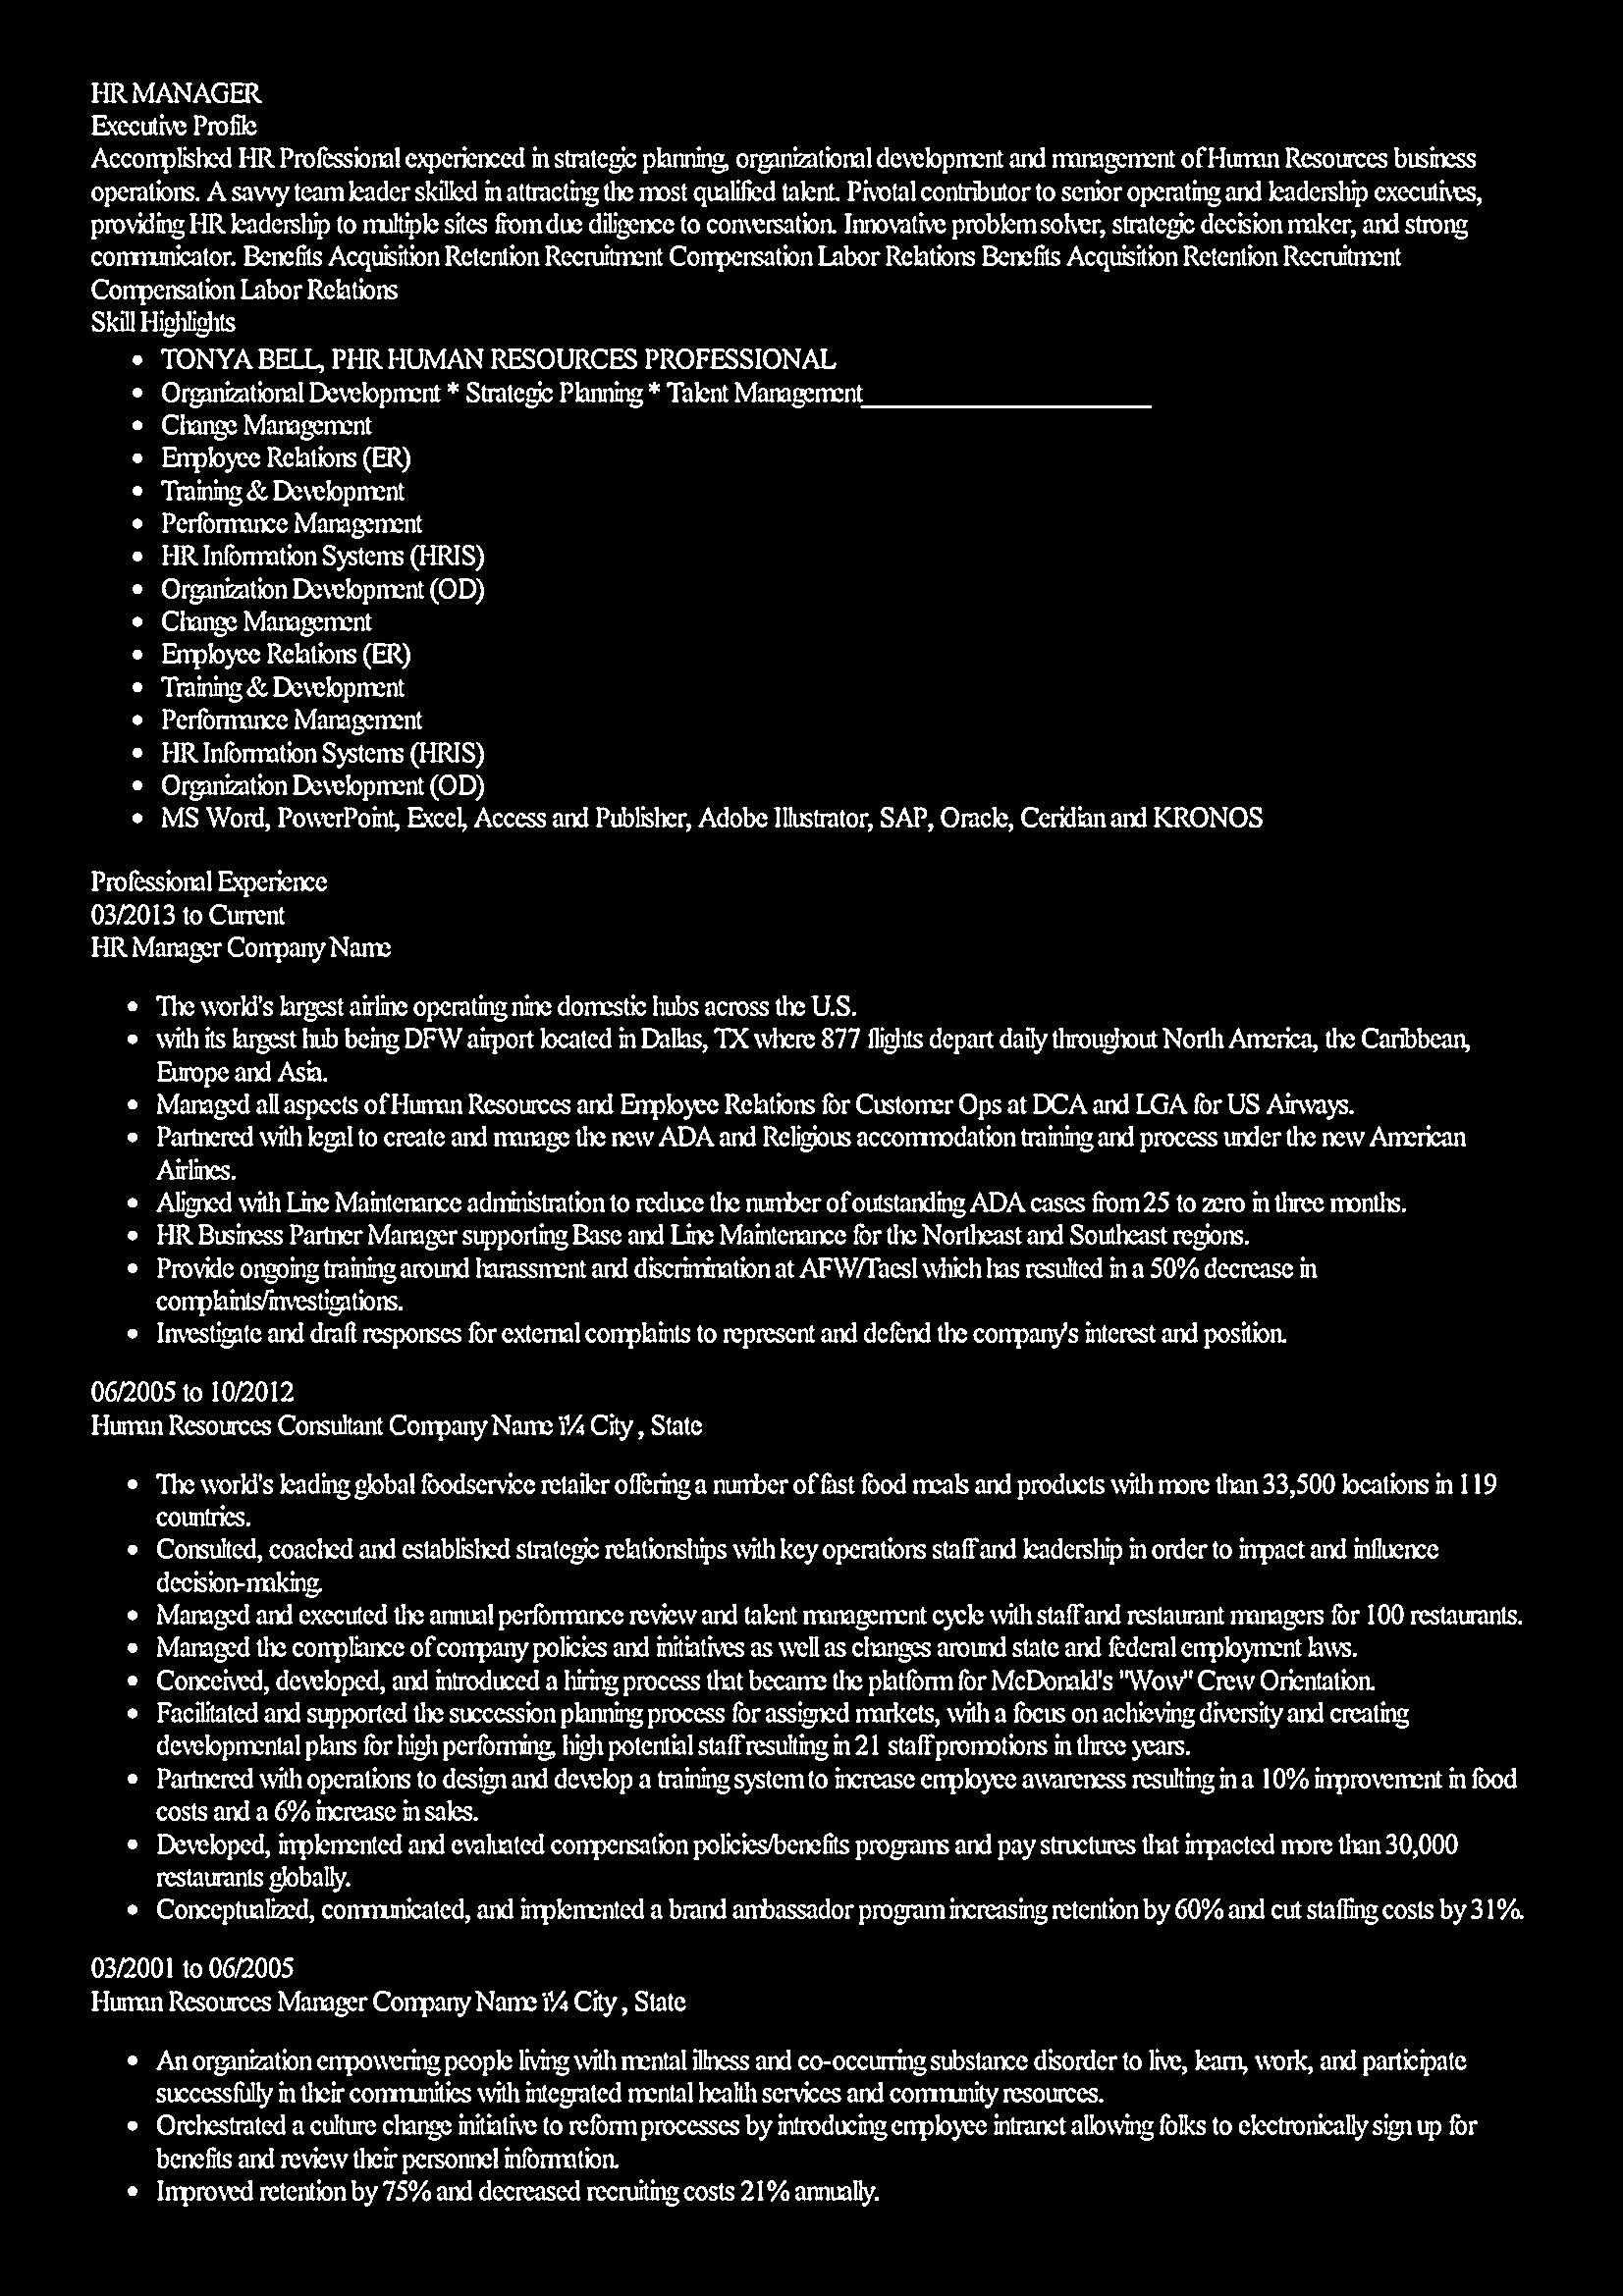 HR MANAGER
Executive Profile
Accomplished HR Professional experienced in strategic planning, organizational development and management of Human Resources business
operations. A savvy team leader skilled in attracting the most qualified talent. Pivotal contributor to senior operating and leadership executives,
providing HR leadership to multiple sites from due diligence to conversation. Innovative problem solver, strategic decision maker, and strong
communicator. Benefits Acquisition Retention Recruitment Compensation Labor Relations Benefits Acquisition Retention Recruitment
Compensation Labor Relations
Skill Highlights
• TONYA BELL, PHR HUMAN RESOURCES PROFESSIONAL
• Organizational Development * Strategic Planning * Talent Management_____________________
• Change Management
• Employee Relations (ER)
• Training & Development
• Performance Management
• HR Information Systems (HRIS)
• Organization Development (OD)
• Change Management
• Employee Relations (ER)
• Training & Development
• Performance Management
• HR Information Systems (HRIS)
• Organization Development (OD)
• MS Word, PowerPoint, Excel, Access and Publisher, Adobe Illustrator, SAP, Oracle, Ceridian and KRONOS
Professional Experience
03/2013 to Current
HR Manager Company Name
• The world's largest airline operating nine domestic hubs across the U.S.
• with its largest hub being DFW airport located in Dallas, TX where 877 flights depart daily throughout North America, the Caribbean,
Europe and Asia.
• Managed all aspects of Human Resources and Employee Relations for Customer Ops at DCA and LGA for US Airways.
• Partnered with legal to create and manage the new ADA and Religious accommodation training and process under the new American
Airlines.
• Aligned with Line Maintenance administration to reduce the number of outstanding ADA cases from 25 to zero in three months.
• HR Business Partner Manager supporting Base and Line Maintenance for the Northeast and Southeast regions.
• Provide ongoing training around harassment and discrimination at AFW/Taesl which has resulted in a 50% decrease in
complaints/investigations.
• Investigate and draft responses for external complaints to represent and defend the company's interest and position.
06/2005 to 10/2012
Human Resources Consultant Company Name ï¼ City , State
• The world's leading global foodservice retailer offering a number of fast food meals and products with more than 33,500 locations in 119
countries.
• Consulted, coached and established strategic relationships with key operations staff and leadership in order to impact and influence
decision-making.
• Managed and executed the annual performance review and talent management cycle with staff and restaurant managers for 100 restaurants.
• Managed the compliance of company policies and initiatives as well as changes around state and federal employment laws.
• Conceived, developed, and introduced a hiring process that became the platform for McDonald's "Wow" Crew Orientation.
• Facilitated and supported the succession planning process for assigned markets, with a focus on achieving diversity and creating
developmental plans for high performing, high potential staff resulting in 21 staff promotions in three years.
• Partnered with operations to design and develop a training system to increase employee awareness resulting in a 10% improvement in food
costs and a 6% increase in sales.
• Developed, implemented and evaluated compensation policies/benefits programs and pay structures that impacted more than 30,000
restaurants globally.
• Conceptualized, communicated, and implemented a brand ambassador program increasing retention by 60% and cut staffing costs by 31%.
03/2001 to 06/2005
Human Resources Manager Company Name ï¼ City , State
• An organization empowering people living with mental illness and co-occurring substance disorder to live, learn, work, and participate
successfully in their communities with integrated mental health services and community resources.
• Orchestrated a culture change initiative to reform processes by introducing employee intranet allowing folks to electronically sign up for
benefits and review their personnel information.
• Improved retention by 75% and decreased recruiting costs 21% annually.